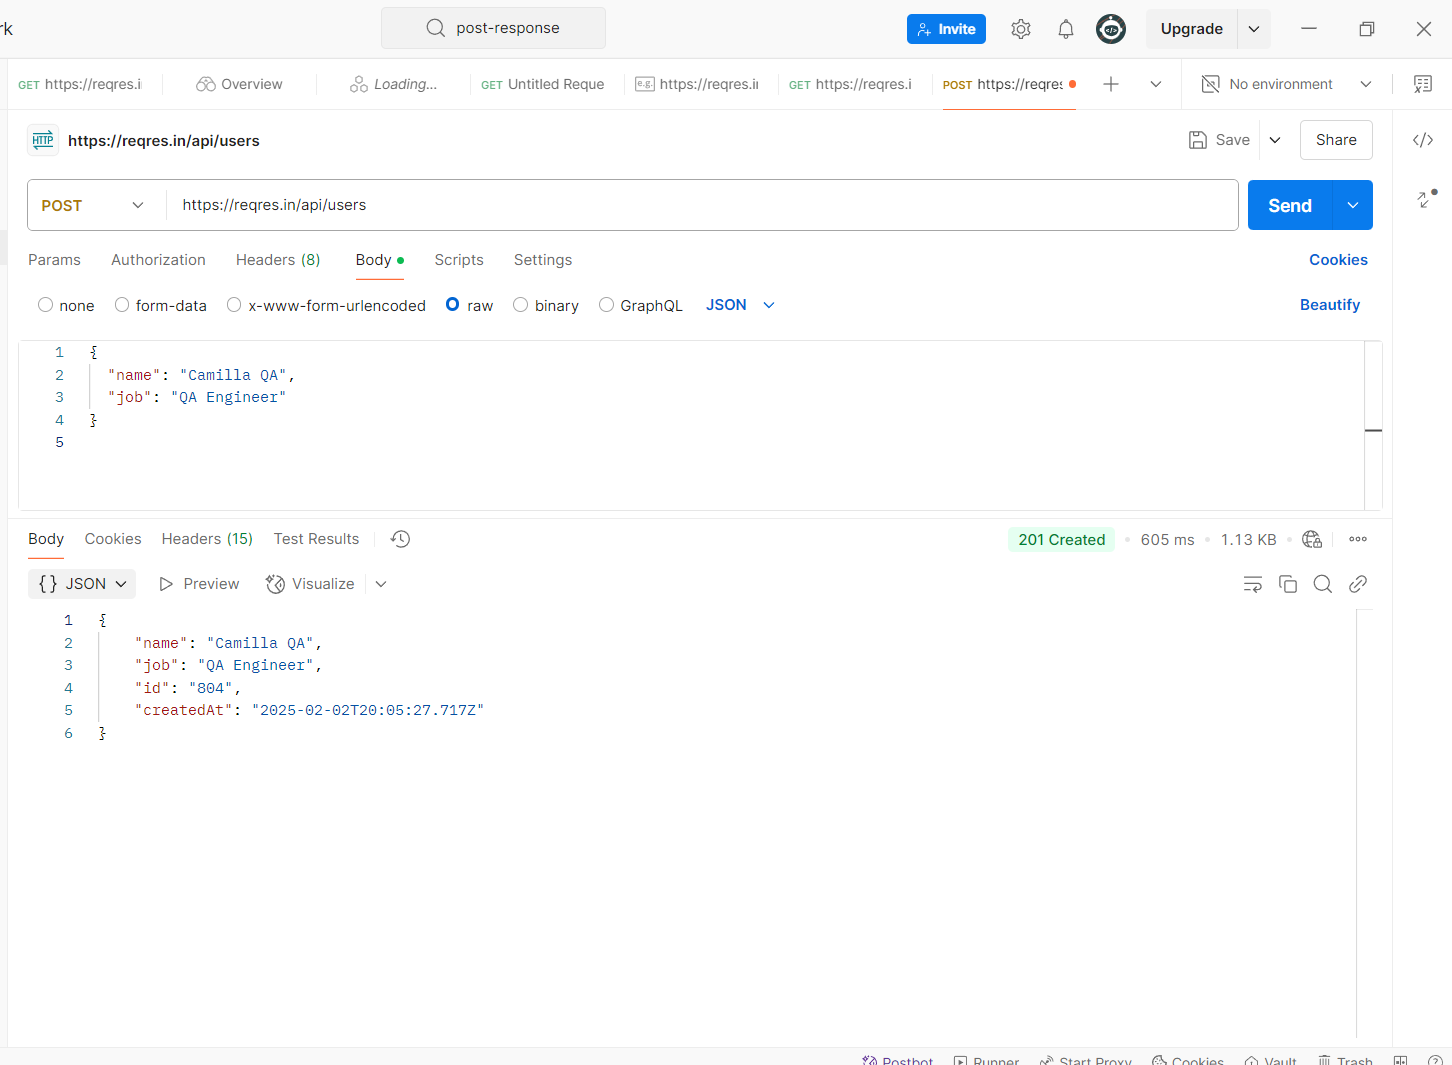 rk
post-response
Invite
Upgrade
GET https://reqres.i
Overview
Loading...
GET Untitled Reque
e.g. https://reqres.ii
GET https://reqres.i
POST https://reqres
No environment
HTTP https://reqres.in/api/users
Save
Share
POST
https://reqres.in/api/users
Send
Params
Authorization
Headers (8)
Body
Scripts
Settings
Cookies
none
form-data
x-www-form-urlencoded
raw
binary
GraphQL
JSON
Beautify
1 {
2 "name": "Camilla QA",
3 "job": "QA Engineer"
4 }
5
Body
Cookies
Headers (15)
Test Results
201 Created
605 ms
1.13 KB
{} JSON
Preview
Visualize
1 {
2 "name": "Camilla QA",
3 "job": "QA Engineer",
4 "id": "804",
5 "createdAt": "2025-02-02T20:05:27.717Z"
6 }
Postbot
Runner
Start Proxy
Cookies
Vault
Trash